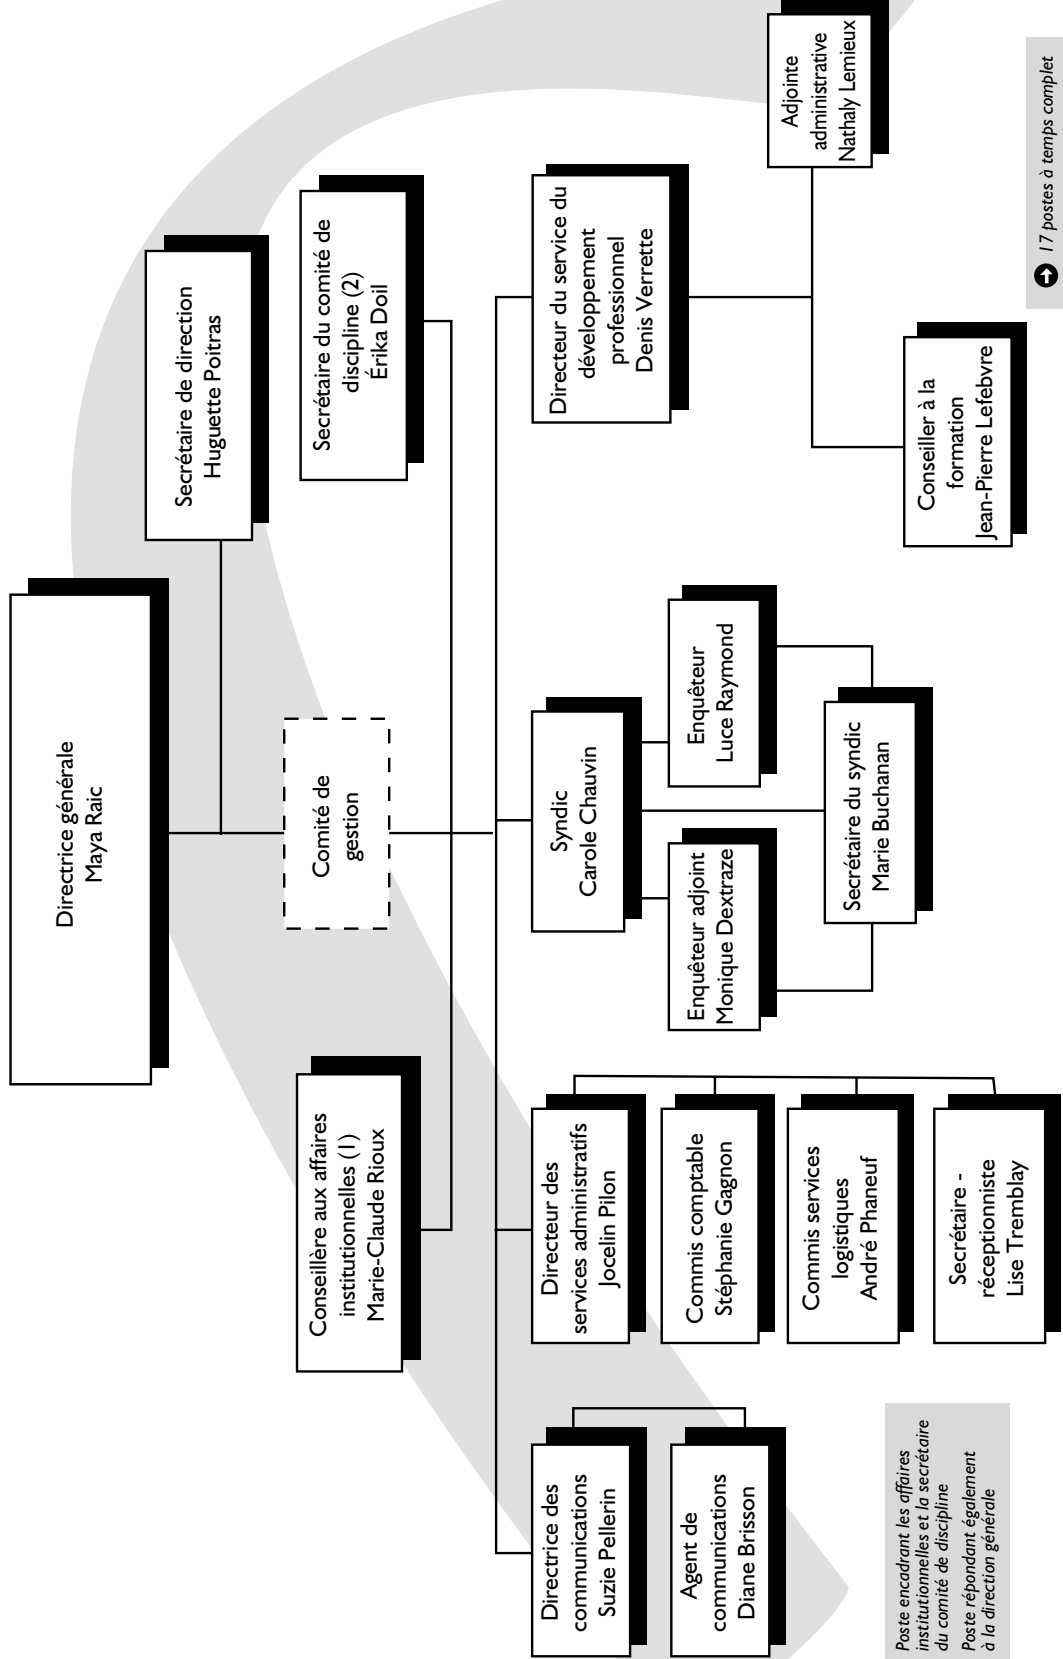 Directrice générale
Maya Raic
Secrétaire de direction
Huguette Poitras
Comité de
gestion
Conseillère aux affaires
institutionnelles (1)
Marie-Claude Rioux
Secrétaire du comité de
discipline (2)
Érika Doil
Directrice des
communications
Suzie Pellerin
Agent de
communications
Diane Brisson
Directeur des
services administratifs
Jocelin Pilon
Commis comptable
Stéphanie Gagnon
Commis services
logistiques
André Phaneuf
Secrétaire -
réceptionniste
Lise Tremblay
Syndic
Carole Chauvin
Enquêteur adjoint
Monique Dextraze
Enquêteur
Luce Raymond
Secrétaire du syndic
Marie Buchanan
Directeur du service du
développement
professionnel
Denis Verrette
Conseiller à la
formation
Jean-Pierre Lefebvre
Adjointe
administrative
Nathaly Lemieux
Poste encadrant les affaires
institutionnelles et la secrétaire
du comité de discipline
Poste répondant également
à la direction générale
17 postes à temps complet